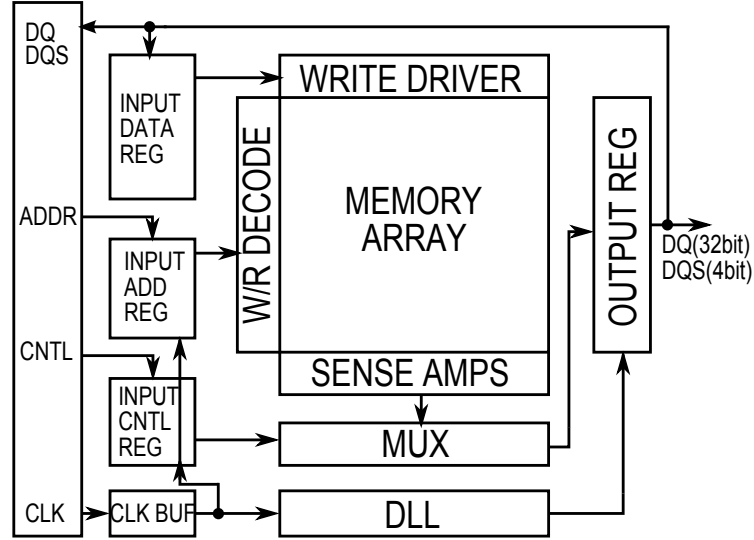 DQ
DQS
INPUT
DATA
REG
WRITE DRIVER
W/R DECODE
MEMORY
ARRAY
OUTPUT REG
ADDR
INPUT
ADD
REG
DQ(32bit)
DQS(4bit)
CNTL
INPUT
CNTL
REG
SENSE AMPS
MUX
CLK
CLK BUF
DLL